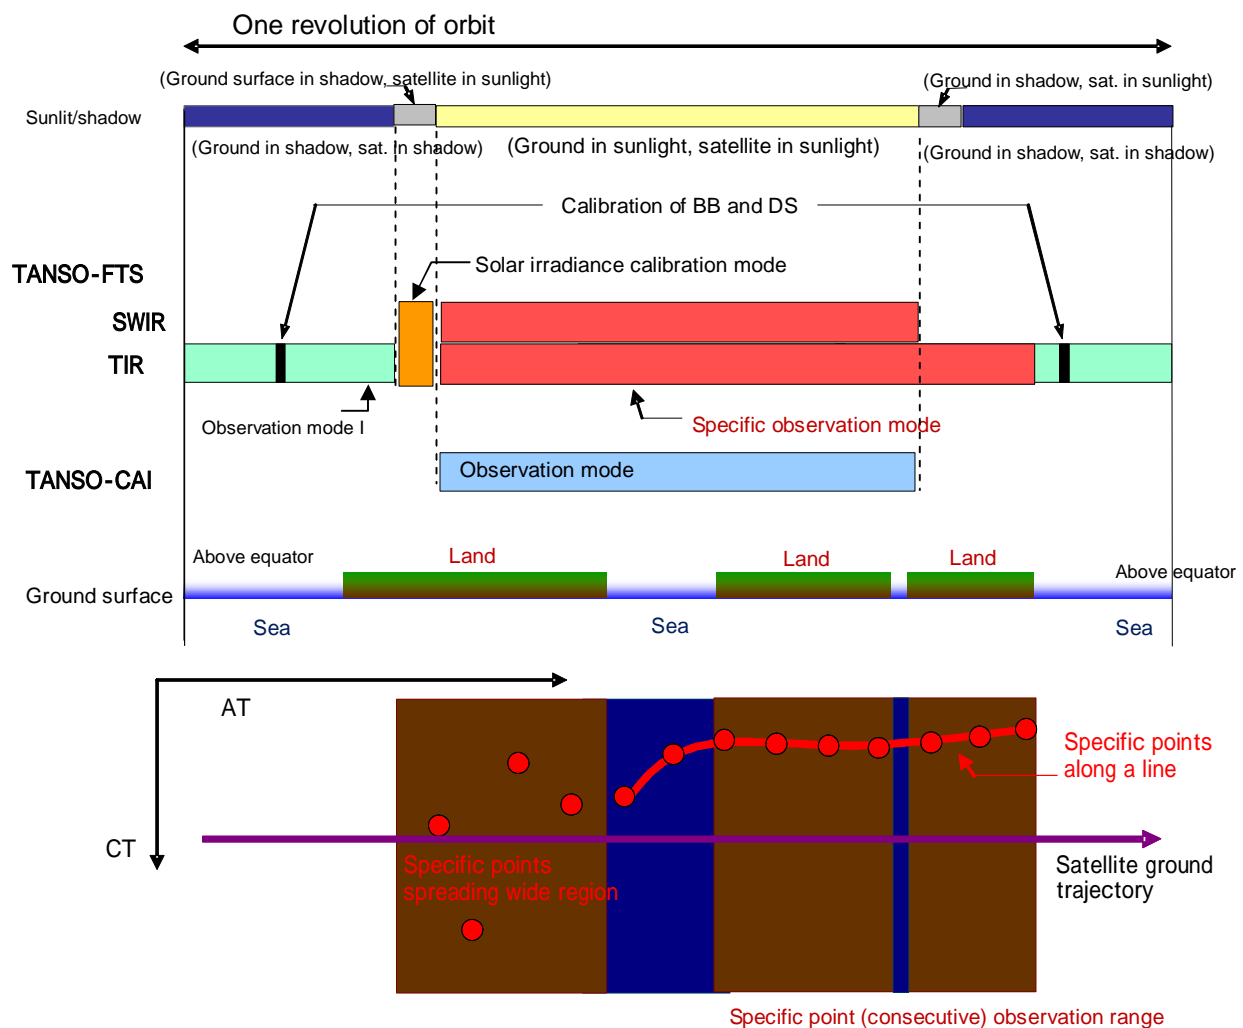 One revolution of orbit
(Ground surface in shadow, satellite in sunlight)
(Ground in shadow, sat. in sunlight)
Sunlit/shadow
(Ground in shadow, sat. in shadow)
(Ground in sunlight, satellite in sunlight)
(Ground in shadow, sat. in shadow)
Calibration of BB and DS
TANSO-FTS
Solar irradiance calibration mode
SWIR
TIR
Observation mode I
Specific observation mode
TANSO-CAI
Observation mode
Above equator
Land
Land
Land
Above equator
Ground surface
Sea
Sea
Sea
AT
Specific points
along a line
CT
Specific points
spreading wide region
Satellite ground
trajectory
Specific point (consecutive) observation range